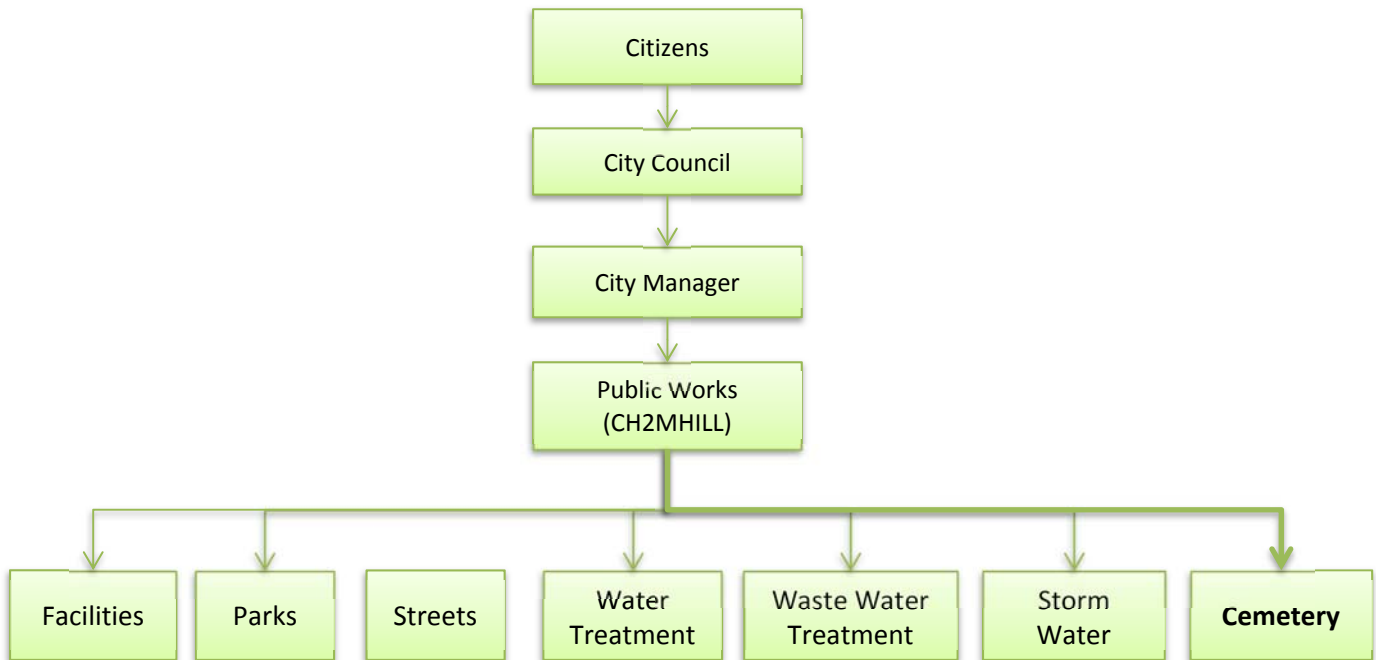 Citizens
City Council
City Manager
Public Works
(CH2MHILL)
Facilities
Parks
Streets
Water
Treatment
Waste Water
Treatment
Storm
Water
Cemetery